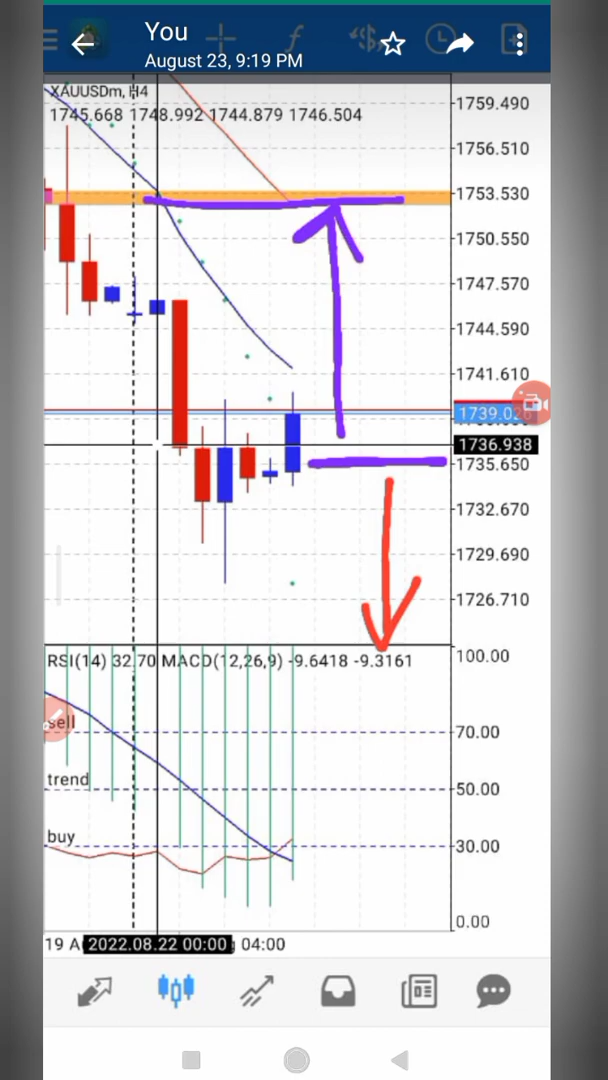 You
August 23, 9:19 PM
XAUUSDm, H4
1745.668 1748.992 1744.879 1746.504
1759.490
1756.510
1753.530
1750.550
1747.570
1744.590
1741.610
1739.026
1736.938
1735.650
1732.670
1729.690
1726.710
RSI(14) 32.70 MACD(12,26,9) -9.6418 -9.3161
100.00
sell
70.00
trend
50.00
buy
30.00
0.00
19 A 2022.08.22 00:00 04:00